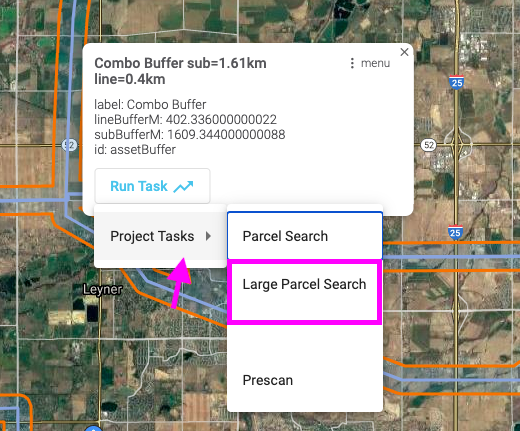 Combo Buffer sub=1.61km
line=0.4km
menu
label: Combo Buffer
lineBufferM: 402.336000000022
subBufferM: 1609.344000000088
id: assetBuffer
Run Task
Project Tasks
Parcel Search
Large Parcel Search
Prescan
25
52
52
25
Leyner